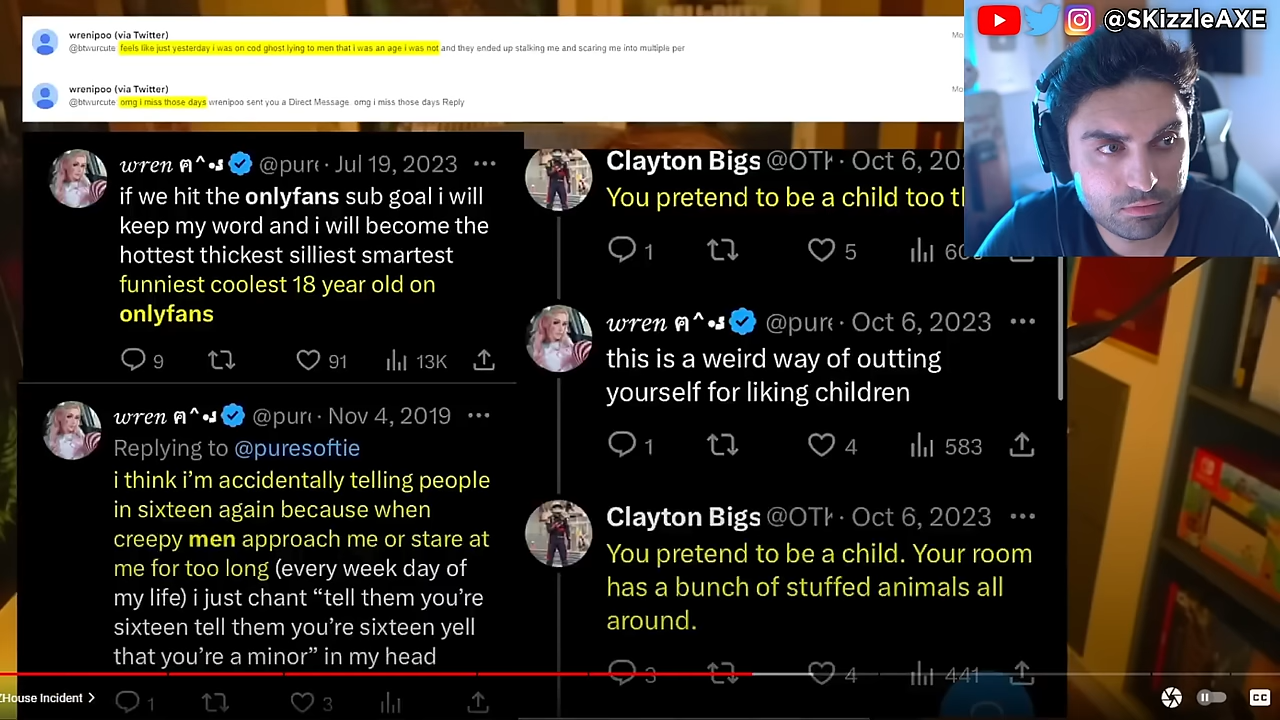 wrenipoo (via Twitter)
@btwurcute feels like just yesterday i was on cod ghost lying to men that i was an age i was not and they ended up stalking me and scaring me into multiple per
Mo
wrenipoo (via Twitter)
@btwurcute omg i miss those days wrenipoo sent you a Direct Message. omg i miss those days Reply
Mo
@SKizzleAXE
wren ฅ^•ﻌ @pure · Jul 19, 2023
if we hit the onlyfans sub goal i will
keep my word and i will become the
hottest thickest silliest smartest
funniest coolest 18 year old on
onlyfans
9 91 13K
wren ฅ^•ﻌ @pure · Nov 4, 2019
Replying to @puresoftie
i think i'm accidentally telling people
in sixteen again because when
creepy men approach me or stare at
me for too long (every week day of
my life) i just chant “tell them you're
sixteen tell them you're sixteen yell
that you're a minor” in my head
1 3
Clayton Bigs @OTH · Oct 6, 20
You pretend to be a child too th
1 5 60
wren ฅ^•ﻌ @pure · Oct 6, 2023
this is a weird way of outting
yourself for liking children
1 4 583
Clayton Bigs @OTH · Oct 6, 2023
You pretend to be a child. Your room
has a bunch of stuffed animals all
around.
3 4 441
House Incident >
CC